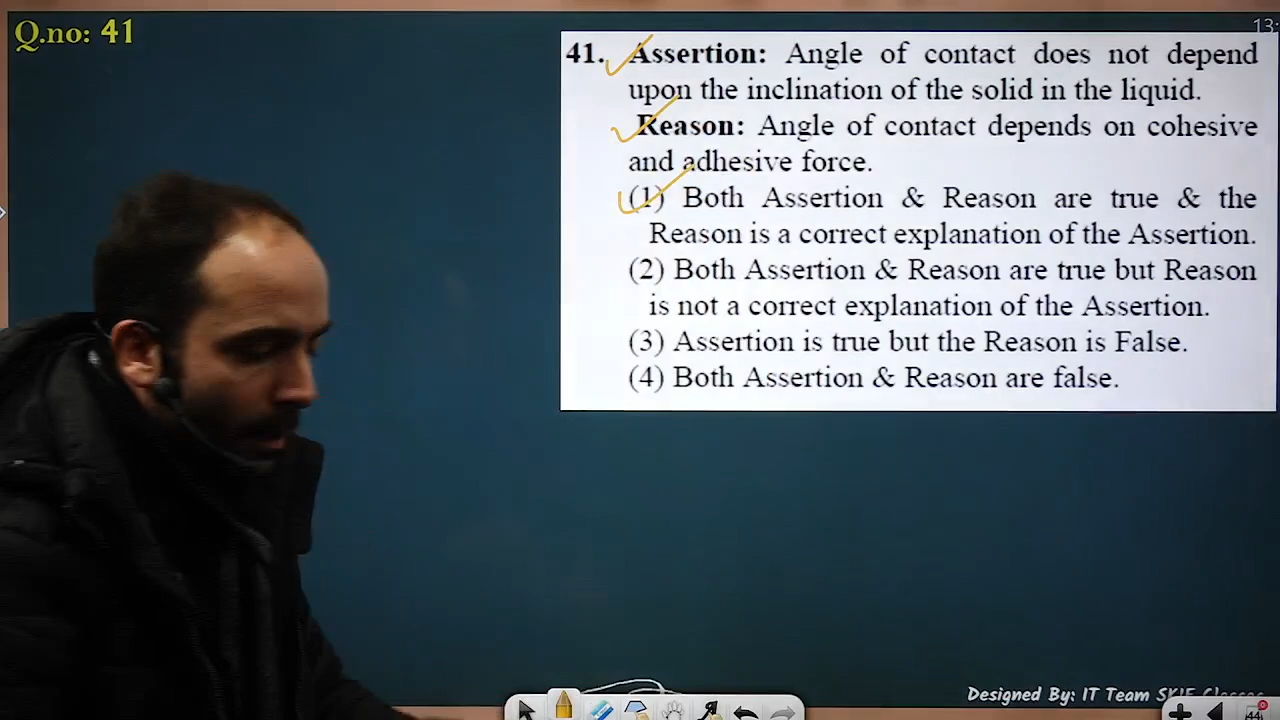 Q.no: 41
13:
41. Assertion: Angle of contact does not depend
upon the inclination of the solid in the liquid.
Reason: Angle of contact depends on cohesive
and adhesive force.
(1) Both Assertion & Reason are true & the
Reason is a correct explanation of the Assertion.
(2) Both Assertion & Reason are true but Reason
is not a correct explanation of the Assertion.
(3) Assertion is true but the Reason is False.
(4) Both Assertion & Reason are false.
Designed By: IT Team
44